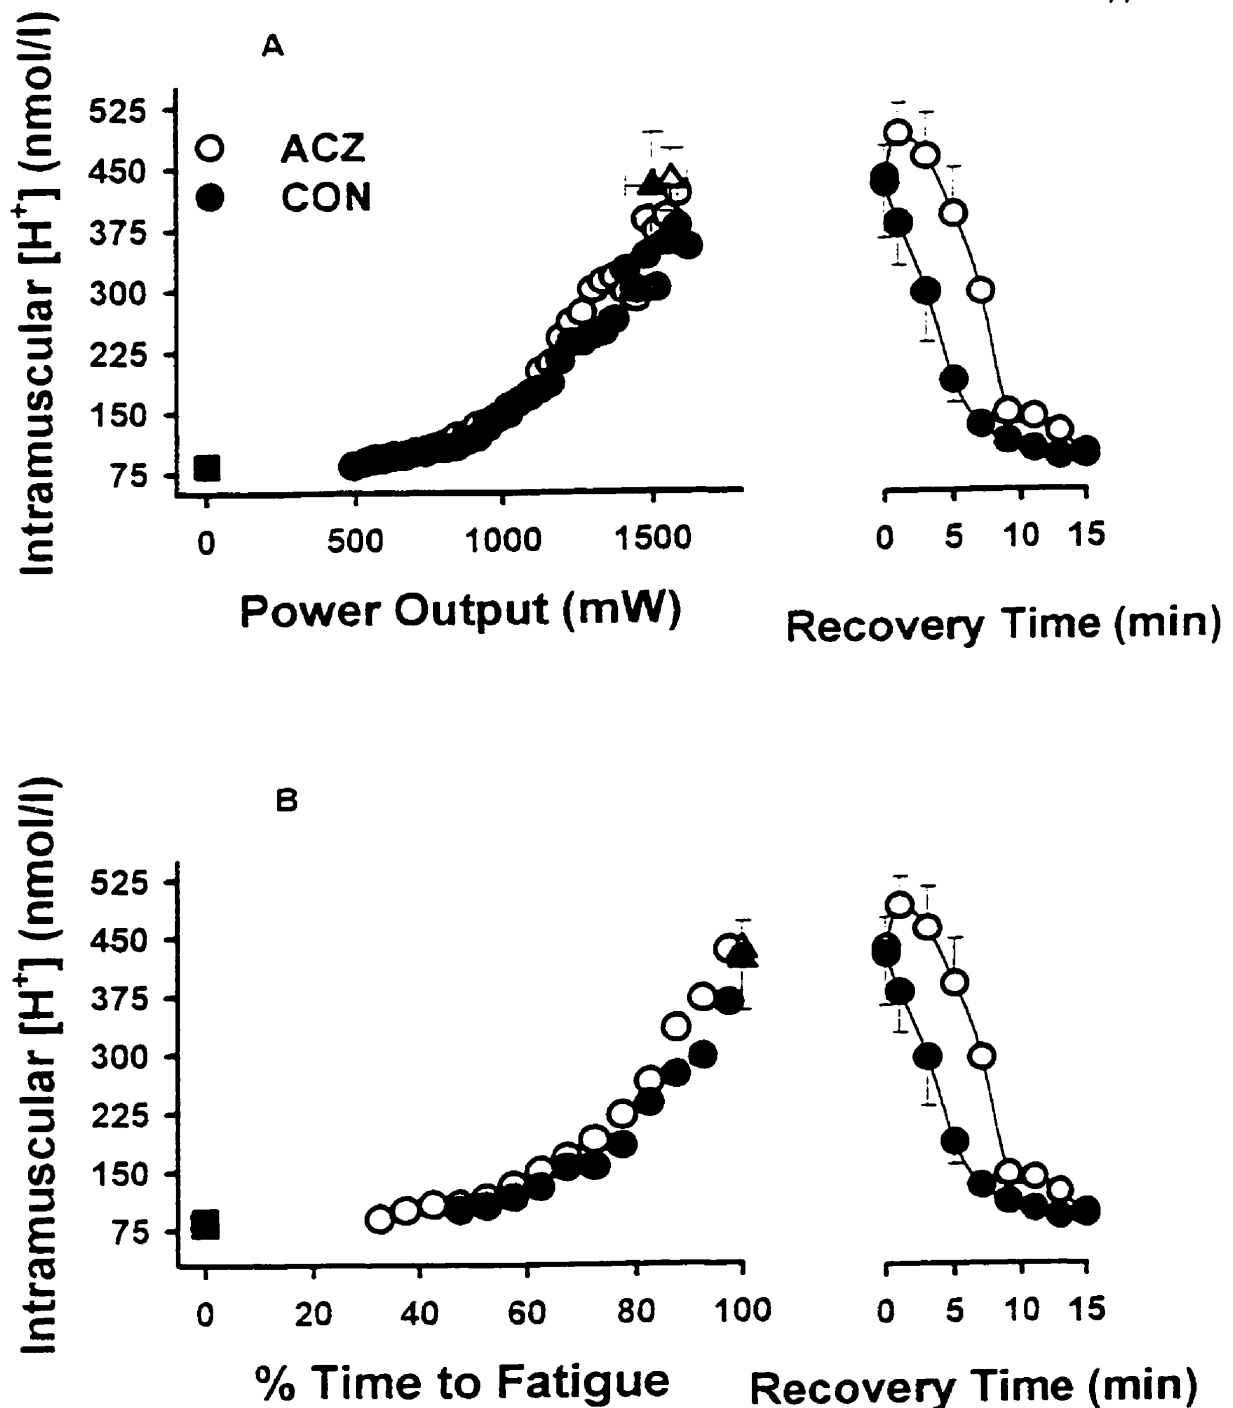 A
Intramuscular [H+] (nmol/l)
525
450
375
300
225
150
75
ACZ
CON
0 500 1000 1500
Power Output (mW)
0 5 10 15
Recovery Time (min)
B
Intramuscular [H+] (nmol/l)
525
450
375
300
225
150
75
0 20 40 60 80 100
% Time to Fatigue
0 5 10 15
Recovery Time (min)